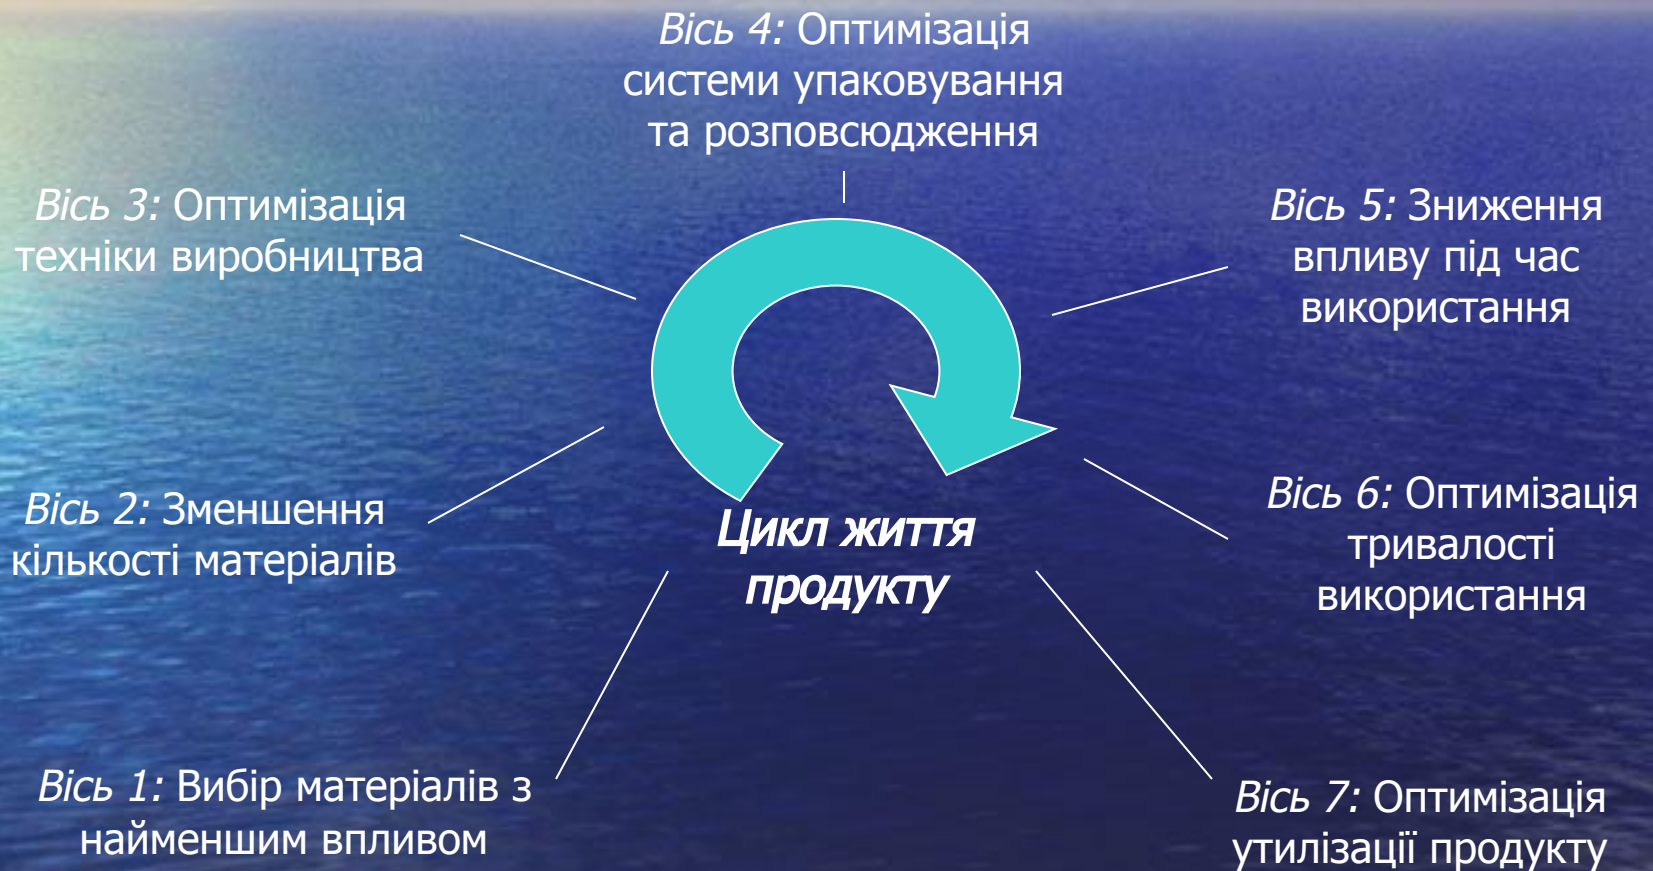 Вісь 4: Оптимізація
системи упаковування
та розповсюдження
Вісь 3: Оптимізація
техніки виробництва
Вісь 5: Зниження
впливу під час
використання
Вісь 2: Зменшення
кількості матеріалів
Цикл життя
продукту
Вісь 6: Оптимізація
тривалості
використання
Вісь 1: Вибір матеріалів з
найменшим впливом
Вісь 7: Оптимізація
утилізації продукту